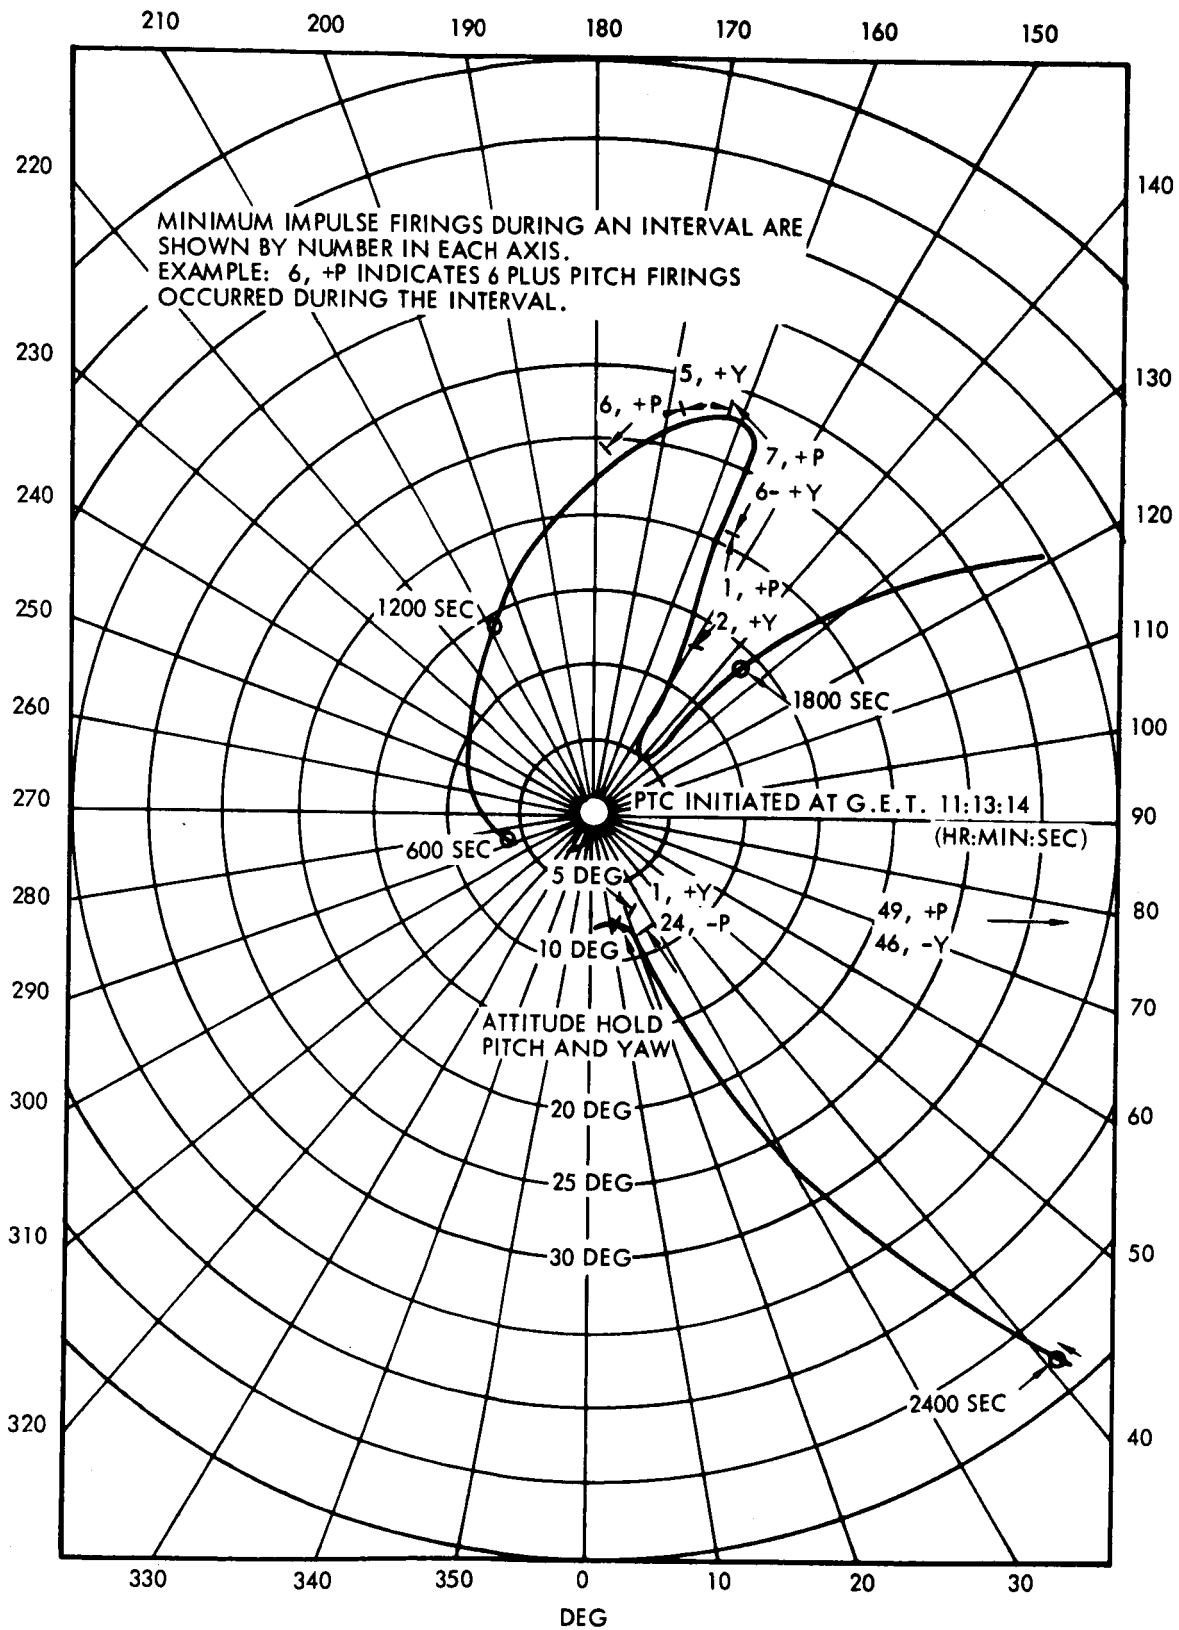 210 200 190 180 170 160 150
220
140
MINIMUM IMPULSE FIRINGS DURING AN INTERVAL ARE
SHOWN BY NUMBER IN EACH AXIS.
EXAMPLE: 6, +P INDICATES 6 PLUS PITCH FIRINGS
OCCURRED DURING THE INTERVAL.
230
130
5, +Y
6, +P
7, +P
6- +Y
240
120
1, +P
2, +Y
1200 SEC
250
110
1800 SEC
260
100
270
PTC INITIATED AT G.E.T. 11:13:14
(HR:MIN:SEC)
90
600 SEC
5 DEG
280
80
1, +Y
24, -P
49, +P
46, -Y
10 DEG
290
70
ATTITUDE HOLD
PITCH AND YAW
300
60
20 DEG
25 DEG
310
50
30 DEG
2400 SEC
320
40
330 340 350 0 10 20 30
DEG